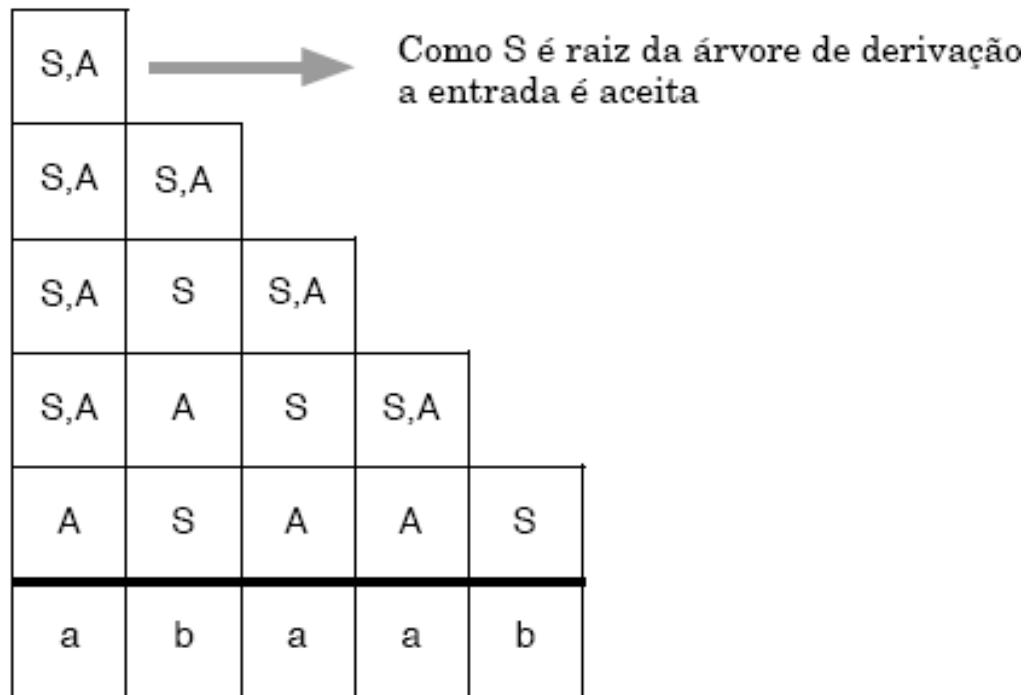 S,A
Como S é raiz da árvore de derivação
a entrada é aceita
S,A S,A
S,A S S,A
S,A A S S,A
A S A A S
a b a a b